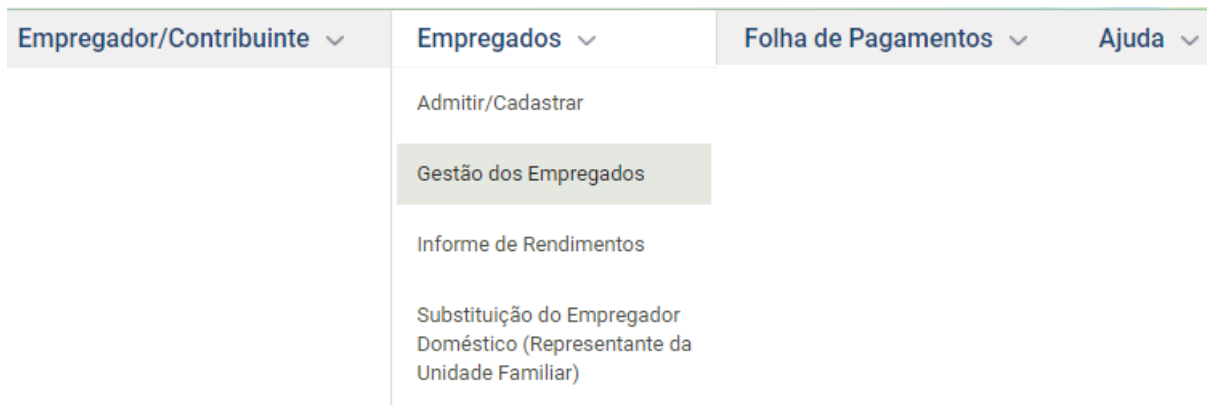 Empregador/Contribuinte
Empregados
Folha de Pagamentos
Ajuda
Admitir/Cadastrar
Gestão dos Empregados
Informe de Rendimentos
Substituição do Empregador
Doméstico (Representante da
Unidade Familiar)